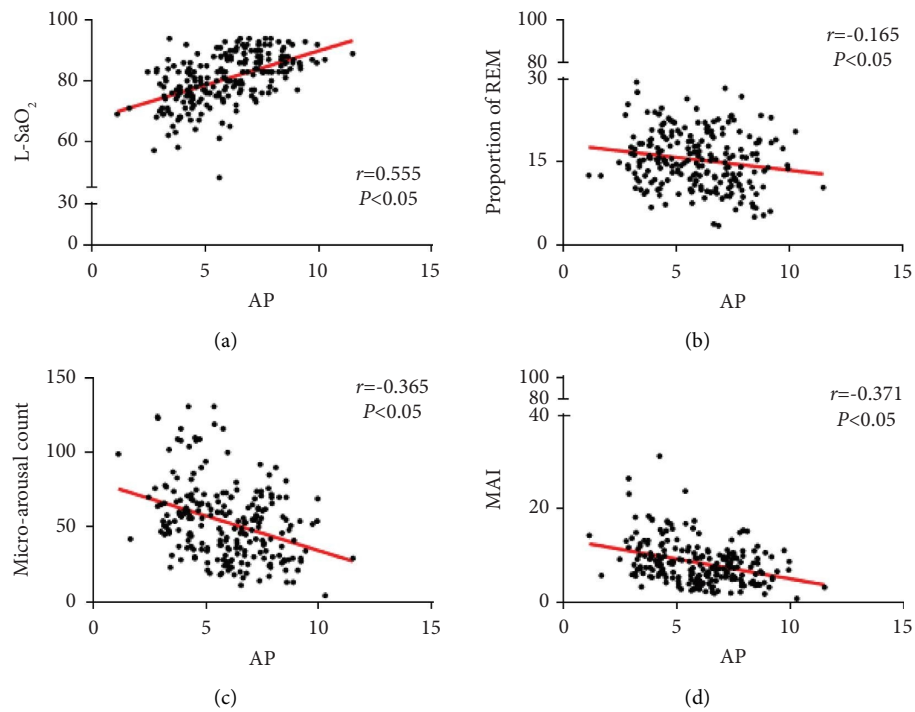 100
80
60
30
0
L-SaO₂
r=0.555
P<0.05
0 5 10 15
AP
(a)
100
80
30
15
0
Proportion of REM
r=-0.165
P<0.05
0 5 10 15
AP
(b)
150
100
50
0
Micro-arousal count
r=-0.365
P<0.05
0 5 10 15
AP
(c)
100
80
40
20
0
MAI
r=-0.371
P<0.05
0 5 10 15
AP
(d)